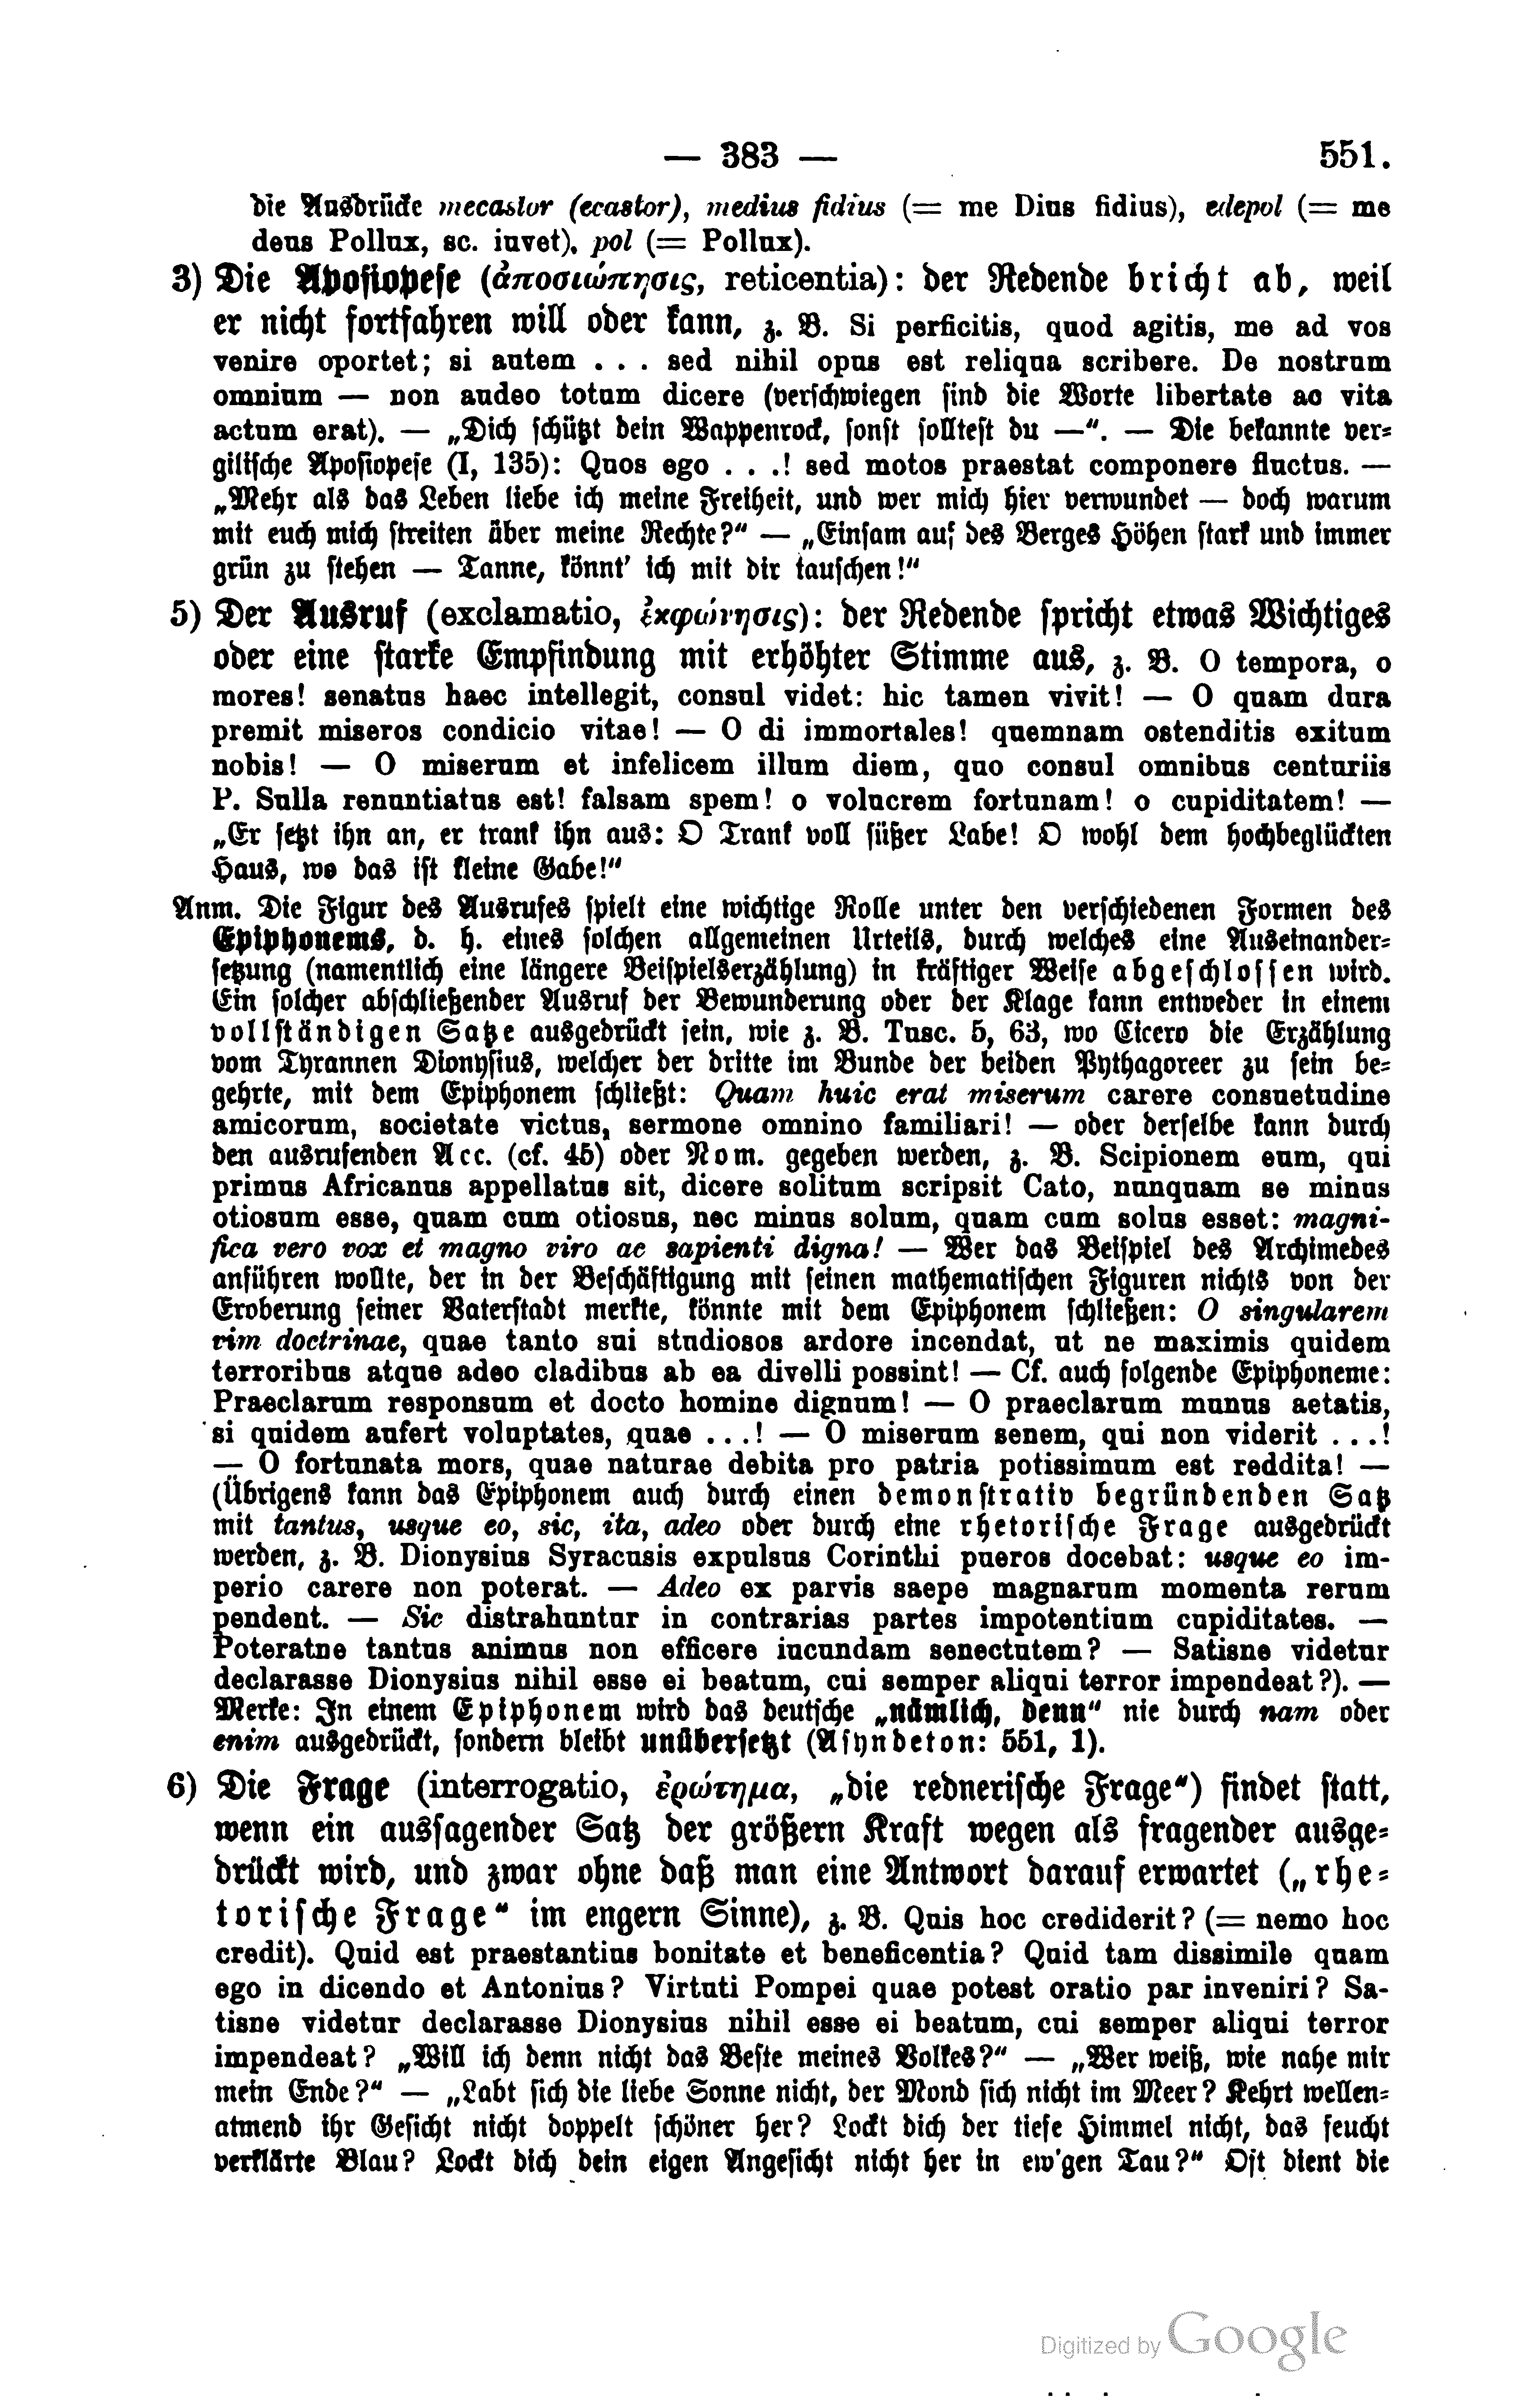 — 383 — 551.
die Ausdrücke mecastor (ecastor), medius fidius (= me Dius fidius), edepol (= me
deus Pollux, sc. iuvet), pol (= Pollux).
3) Die Aposiopese (ἀποσιώπησις, reticentia): der Redende bricht ab, weil
er nicht fortfahren will oder kann, z. B. Si perficitis, quod agitis, me ad vos
venire oportet; si autem . . . sed nihil opus est reliqua scribere. De nostrum
omnium — non audeo totum dicere (verschwiegen sind die Worte libertate ac vita
actum erat). — „Dich schützt dein Wappenrock, sonst solltest du —“. — Die bekannte ver-
gilische Aposiopese (I, 135): Quos ego . . .! sed motos praestat componere fluctus. —
„Mehr als das Leben liebe ich meine Freiheit, und wer mich hier verwundet — doch warum
mit euch mich streiten über meine Rechte?“ — „Einsam auf des Berges Höhen stark und immer
grün zu stehen — Tanne, könnt' ich mit dir tauschen!“
5) Der Ausruf (exclamatio, ἐκφώνησις): der Redende spricht etwas Wichtiges
oder eine starke Empfindung mit erhöhter Stimme aus, z. B. O tempora, o
mores! senatus haec intellegit, consul videt: hic tamen vivit! — O quam dura
premit miseros condicio vitae! — O di immortales! quemnam ostenditis exitum
nobis! — O miserum et infelicem illum diem, quo consul omnibus centuriis
P. Sulla renuntiatus est! falsam spem! o volucrem fortunam! o cupiditatem! —
„Er setzt ihn an, er trank ihn aus: O Trank voll süßer Labe! O wohl dem hochbeglückten
Haus, wo das ist kleine Gabe!“
Anm. Die Figur des Ausrufes spielt eine wichtige Rolle unter den verschiedenen Formen des
Epiphonems, d. h. eines solchen allgemeinen Urteils, durch welches eine Auseinander-
setzung (namentlich eine längere Beispielserzählung) in kräftiger Weise abgeschlossen wird.
Ein solcher abschließender Ausruf der Bewunderung oder der Klage kann entweder in einem
vollständigen Satze ausgedrückt sein, wie z. B. Tusc. 5, 63, wo Cicero die Erzählung
vom Tyrannen Dionysius, welcher der dritte im Bunde der beiden Pythagoreer zu sein be-
gehrte, mit dem Epiphonem schließt: Quam huic erat miserum carere consuetudine
amicorum, societate victus, sermone omnino familiari! — oder derselbe kann durch
den ausrufenden Acc. (cf. 45) oder Nom. gegeben werden, z. B. Scipionem eum, qui
primus Africanus appellatus sit, dicere solitum scripsit Cato, nunquam se minus
otiosum esse, quam cum otiosus, nec minus solum, quam cum solus esset: magni-
fica vero vox et magno viro ac sapienti digna! — Wer das Beispiel des Archimedes
anführen wollte, der in der Beschäftigung mit seinen mathematischen Figuren nichts von der
Eroberung seiner Vaterstadt merkte, könnte mit dem Epiphonem schließen: O singularem
vim doctrinae, quae tanto sui studiosos ardore incendat, ut ne maximis quidem
terroribus atque adeo cladibus ab ea divelli possint! — Cf. auch folgende Epiphoneme:
Praeclarum responsum et docto homine dignum! — O praeclarum munus aetatis,
si quidem aufert voluptates, quae . . .! — O miserum senem, qui non viderit . . .!
— O fortunata mors, quae naturae debita pro patria potissimum est reddita! —
(Übrigens kann das Epiphonem auch durch einen demonstrativ begründenden Satz
mit tantus, usque eo, sic, ita, adeo oder durch eine rhetorische Frage ausgedrückt
werden, z. B. Dionysius Syracusis expulsus Corinthi pueros docebat: usque eo im-
perio carere non poterat. — Adeo ex parvis saepe magnarum momenta rerum
pendent. — Sic distrahuntur in contrarias partes impotentium cupiditates. —
Poteratne tantus animus non efficere iucundam senectutem? — Satisne videtur
declarasse Dionysius nihil esse ei beatum, cui semper aliqui terror impendeat?). —
Merke: In einem Epiphonem wird das deutsche „nämlich, denn“ nie durch nam oder
enim ausgedrückt, sondern bleibt unübersetzt (Asyndeton: 551, 1).
6) Die Frage (interrogatio, ἐρώτημα, „die rednerische Frage“) findet statt,
wenn ein aussagender Satz der größern Kraft wegen als fragender ausge-
drückt wird, und zwar ohne daß man eine Antwort darauf erwartet („rhe-
torische Frage“ im engern Sinne), z. B. Quis hoc crediderit? (= nemo hoc
credit). Quid est praestantius bonitate et beneficentia? Quid tam dissimile quam
ego in dicendo et Antonius? Virtuti Pompei quae potest oratio par inveniri? Sa-
tisne videtur declarasse Dionysius nihil esse ei beatum, cui semper aliqui terror
impendeat? „Will ich denn nicht das Beste meines Volkes?“ — „Wer weiß, wie nahe mir
mein Ende?“ — „Labt sich die liebe Sonne nicht, der Mond sich nicht im Meer? Kehrt wellen-
atmend ihr Gesicht nicht doppelt schöner her? Lockt dich der tiefe Himmel nicht, das feucht
verklärte Blau? Lockt dich dein eigen Angesicht nicht her in ew'gen Tau?“ Oft dient die
Digitized by Google